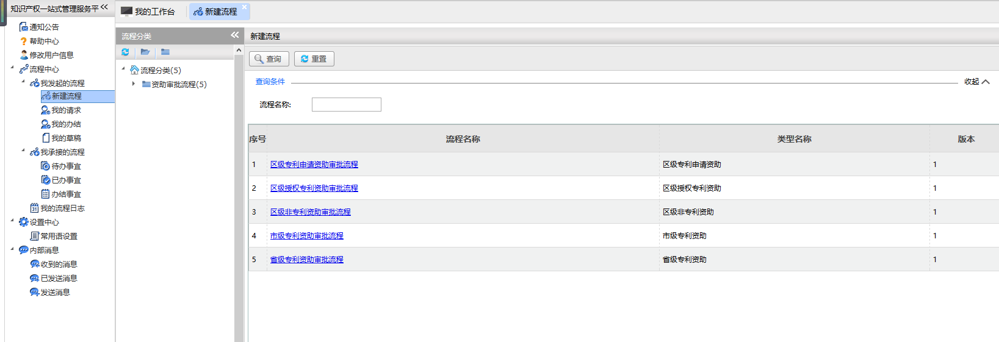 知识产权一站式管理服务平
通知公告
帮助中心
修改用户信息
流程中心
我发起的流程
新建流程
我的请求
我的办结
我的草稿
我承接的流程
待办事宜
已办事宜
办结事宜
31
我的流程日志
设置中心
常用语设置
内部消息
收到的消息
已发送消息
发送消息
我的工作台
新建流程
流程分类
流程分类(5)
资助审批流程(5)
新建流程
查询 重置
查询条件 收起
流程名称:
序号 流程名称 类型名称 版本
1 区级专利申请资助审批流程 区级专利申请资助 1
2 区级授权专利资助审批流程 区级授权专利资助 1
3 区级非专利资助审批流程 区级非专利资助 1
4 市级专利资助审批流程 市级专利资助 1
5 省级专利资助审批流程 省级专利资助 1